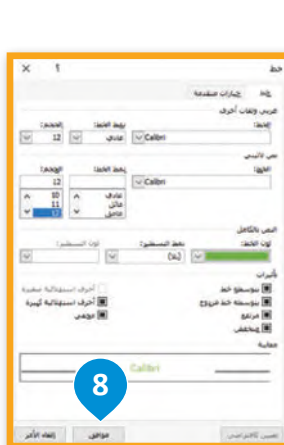 خط
؟ ×
خط خيارات متقدمة
عربي ولغات أخرى
الخط: نمط الخط: الحجم:
Calibri عادي 12
نص لاتيني
الخط: نمط الخط: الحجم:
Calibri 12
عادي 10
مائل 11
غامق 12
النص بالكامل
لون الخط: نمط التسطير: لون التسطير:
(بلا)
تأثيرات
يتوسطه خط أحرف استهلالية صغيرة
يتوسطه خط مزدوج أحرف استهلالية كبيرة
مرتفع مخفي
منخفض
معاينة
Calibri
8
تعيين كافتراضي موافق إلغاء الأمر